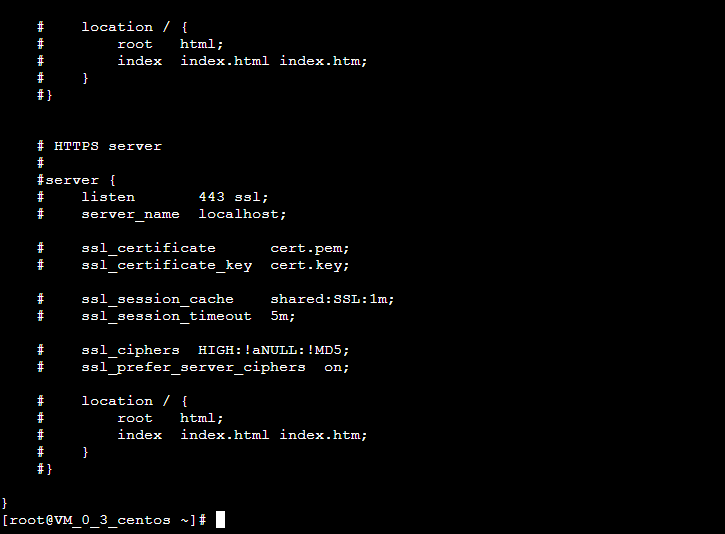 #    location / {
    #        root   html;
    #        index  index.html index.htm;
    #    }
    #}
    # HTTPS server
    #
    #server {
    #    listen       443 ssl;
    #    server_name  localhost;
    #    ssl_certificate      cert.pem;
    #    ssl_certificate_key  cert.key;
    #    ssl_session_cache    shared:SSL:1m;
    #    ssl_session_timeout  5m;
    #    ssl_ciphers  HIGH:!aNULL:!MD5;
    #    ssl_prefer_server_ciphers  on;
    #    location / {
    #        root   html;
    #        index  index.html index.htm;
    #    }
    #}
}
[root@VM_0_3_centos ~]#